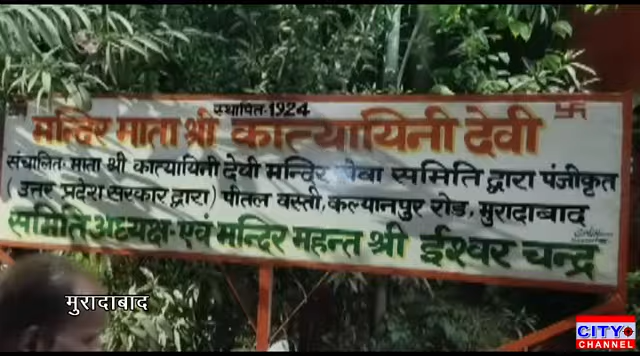 स्थापित-1924
मन्दिर माता श्री कात्यायिनी देवी
संचालित- माता श्री कात्यायिनी देवी मन्दिर सेवा समिति द्वारा पंजीकृत
( उत्तर प्रदेश सरकार द्वारा ) पीतल वस्ती, कल्यानपुर रोड, मुरादाबाद
समिति अध्यक्ष- एवं मन्दिर महन्त श्री ईश्वर चन्द्र
मुरादाबाद
CITY
CHANNEL